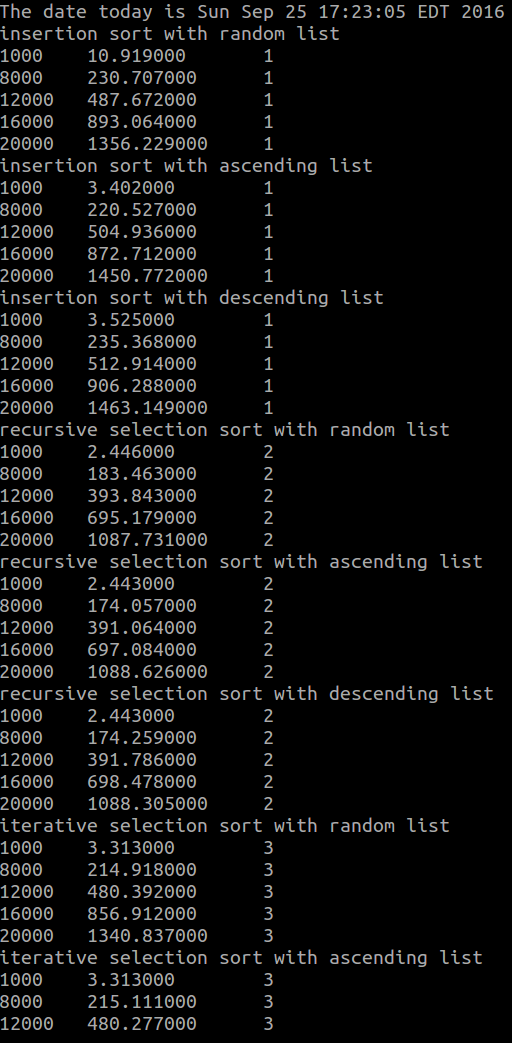 The date today is Sun Sep 25 17:23:05 EDT 2016
insertion sort with random list
1000    10.919000       1
8000    230.707000      1
12000   487.672000      1
16000   893.064000      1
20000   1356.229000     1
insertion sort with ascending list
1000    3.402000        1
8000    220.527000      1
12000   504.936000      1
16000   872.712000      1
20000   1450.772000     1
insertion sort with descending list
1000    3.525000        1
8000    235.368000      1
12000   512.914000      1
16000   906.288000      1
20000   1463.149000     1
recursive selection sort with random list
1000    2.446000        2
8000    183.463000      2
12000   393.843000      2
16000   695.179000      2
20000   1087.731000     2
recursive selection sort with ascending list
1000    2.443000        2
8000    174.057000      2
12000   391.064000      2
16000   697.084000      2
20000   1088.626000     2
recursive selection sort with descending list
1000    2.443000        2
8000    174.259000      2
12000   391.786000      2
16000   698.478000      2
20000   1088.305000     2
iterative selection sort with random list
1000    3.313000        3
8000    214.918000      3
12000   480.392000      3
16000   856.912000      3
20000   1340.837000     3
iterative selection sort with ascending list
1000    3.313000        3
8000    215.111000      3
12000   480.277000      3